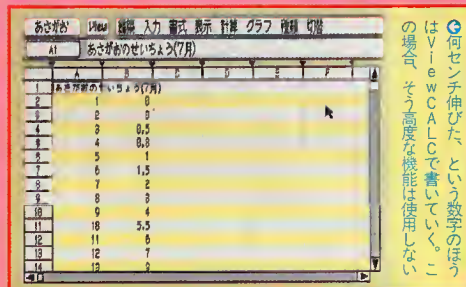 あさがお View 編集 入力 書式 表示 計算 グラフ 種類 切替
A1 あさがおのせいちょう(7月)
A B C D E F
1 あさがおのせいちょう(7月)
2 1 0
3 2 0
4 3 0.5
5 4 0.8
6 5 1
7 6 1.5
8 7 2
9 8 3
10 9 4
11 10 5.5
12 11 6
13 12 7
14 13
何センチ伸びた、という数字のほう
はViewCALCで書いていく。こ
の場合、そう高度な機能は使用しない